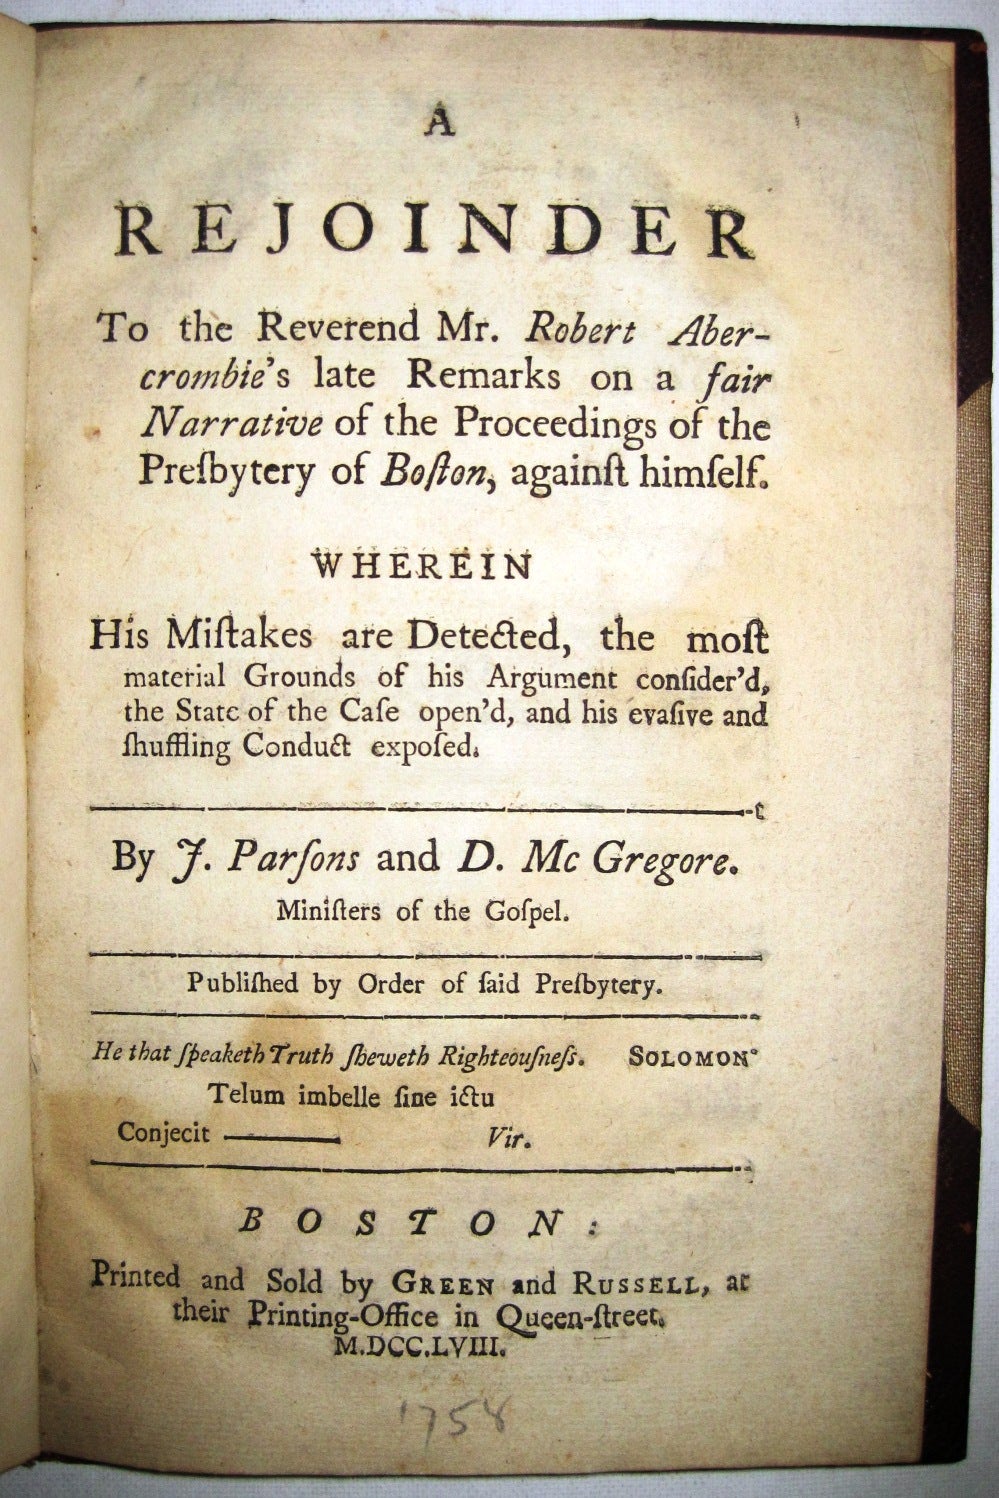 A
REJOINDER
To the Reverend Mr. Robert Aber-
crombie's late Remarks on a fair
Narrative of the Proceedings of the
Preſbytery of Boſton, againſt himſelf.
WHEREIN
His Miſtakes are Detected, the moſt
material Grounds of his Argument conſider'd,
the State of the Caſe open'd, and his evaſive and
ſhuffling Conduct expoſed.
By J. Parſons and D. Mc Gregore.
Miniſters of the Goſpel.
Publiſhed by Order of ſaid Preſbytery.
He that ſpeaketh Truth ſheweth Righteouſneſs. SOLOMON.
Telum imbelle ſine ictu
Conjecit ——— Vir.
BOSTON:
Printed and Sold by GREEN and RUSSELL, at
their Printing-Office in Queen-ſtreet.
M.DCC.LVIII.
1758